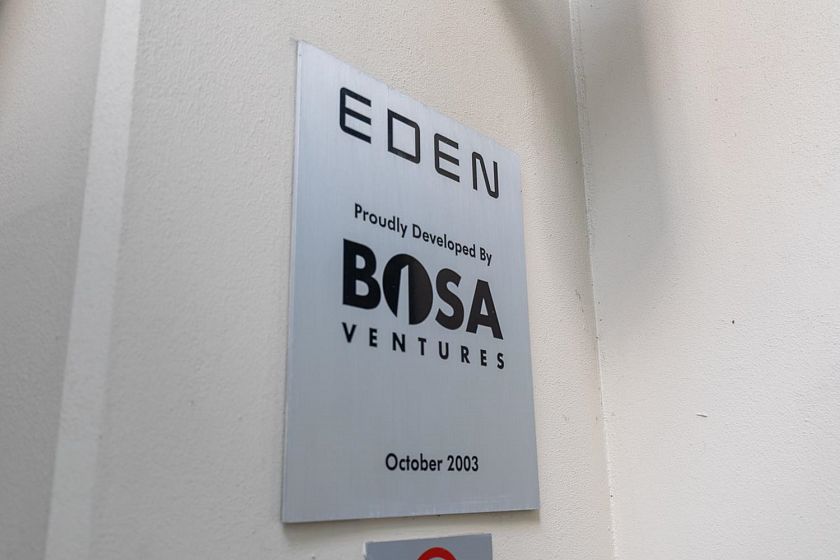 EDEN
Proudly Developed By
BOSA
VENTURES
October 2003